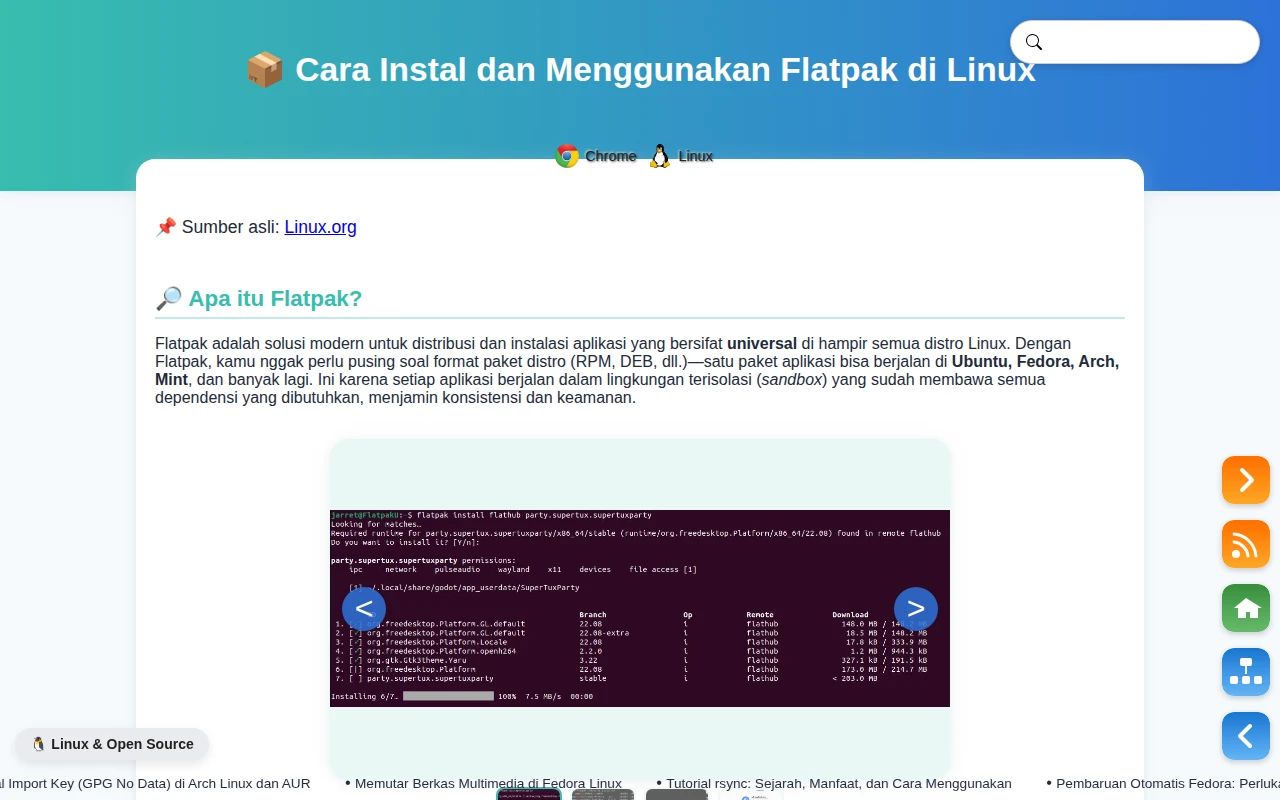 Cara Instal dan Menggunakan Flatpak di Linux
Chrome Linux
Sumber asli: Linux.org
Apa itu Flatpak?
Flatpak adalah solusi modern untuk distribusi dan instalasi aplikasi yang bersifat universal di hampir semua distro Linux. Dengan
Flatpak, kamu nggak perlu pusing soal format paket distro (RPM, DEB, dll.)—satu paket aplikasi bisa berjalan di Ubuntu, Fedora, Arch,
Mint, dan banyak lagi. Ini karena setiap aplikasi berjalan dalam lingkungan terisolasi (sandbox) yang sudah membawa semua
dependensi yang dibutuhkan, menjamin konsistensi dan keamanan.
jarret@FlatpakU:~$ flatpak install flathub party.supertux.supertuxparty
Looking for matches…
Required runtime for party.supertux.supertuxparty/x86_64/stable (runtime/org.freedesktop.Platform/x86_64/22.08) found in remote flathub
Do you want to install it? [Y/n]:
party.supertux.supertuxparty permissions:
ipc network pulseaudio wayland x11 devices file access [1]
[1] ~/.local/share/godot/app_userdata/SuperTuxParty
Branch Op Remote Download
1. [✓] org.freedesktop.Platform.GL.default 22.08 i flathub 148.0 MB /
2. [✓] org.freedesktop.Platform.GL.default 22.08-extra i flathub 18.5 MB / 148.2 MB
3. [✓] org.freedesktop.Platform.Locale 22.08 i flathub 17.8 kB / 333.9 MB
4. [✓] org.freedesktop.Platform.openh264 2.2.0 i flathub 1.2 MB / 944.3 kB
5. [✓] org.gtk.Gtk3theme.Yaru 3.22 i flathub 327.1 kB / 191.5 kB
6. [|] org.freedesktop.Platform 22.08 i flathub 173.0 MB / 214.7 MB
7. [ ] party.supertux.supertuxparty stable i flathub < 203.0 MB
Installing 6/7… 100% 7.5 MB/s 00:00
< >
Linux & Open Source
Import Key (GPG No Data) di Arch Linux dan AUR • Memutar Berkas Multimedia di Fedora Linux • Tutorial rsync: Sejarah, Manfaat, dan Cara Menggunakan • Pembaruan Otomatis Fedora: